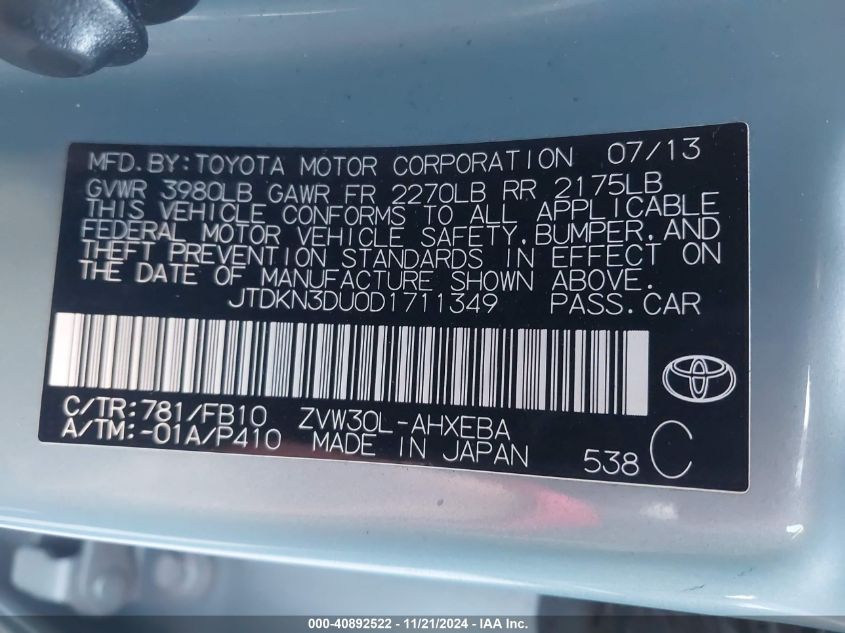 MFD. BY: TOYOTA MOTOR CORPORATION 07/13
GVWR 3980LB GAWR FR 2270LB RR 2175LB
THIS VEHICLE CONFORMS TO ALL APPLICABLE
FEDERAL MOTOR VEHICLE SAFETY, BUMPER, AND
THEFT PREVENTION STANDARDS IN EFFECT ON
THE DATE OF MANUFACTURE SHOWN ABOVE.
JTDKN3DU0D1711349 PASS. CAR
C/TR: 781/FB10 ZVW30L-AHXEBA
A/TM: -01A/P410 MADE IN JAPAN 538 C
000-40892522 - 11/21/2024 - IAA Inc.